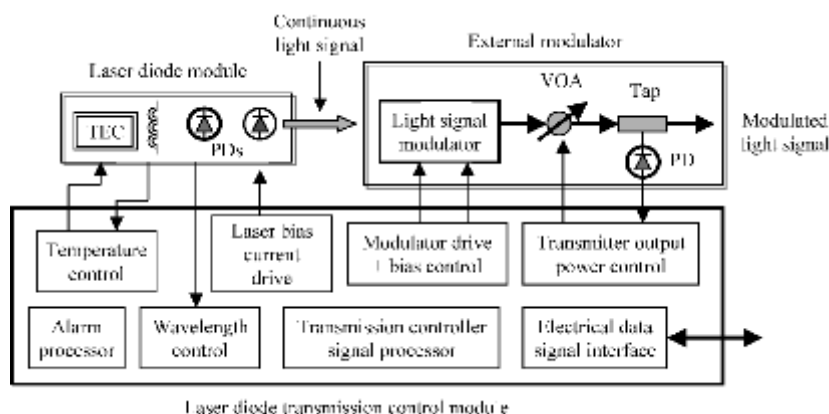 Continuous
light signal
External modulator
Laser diode module
VOA
Tap
TEC
PDs
Light signal
modulator
Modulated
light signal
PD
Temperature
control
Laser bias
current drive
Modulator drive
+ bias control
Transmitter output
power control
Alarm
processor
Wavelength
control
Transmission controller
signal processor
Electrical data
signal interface
Laser diode transmission control module